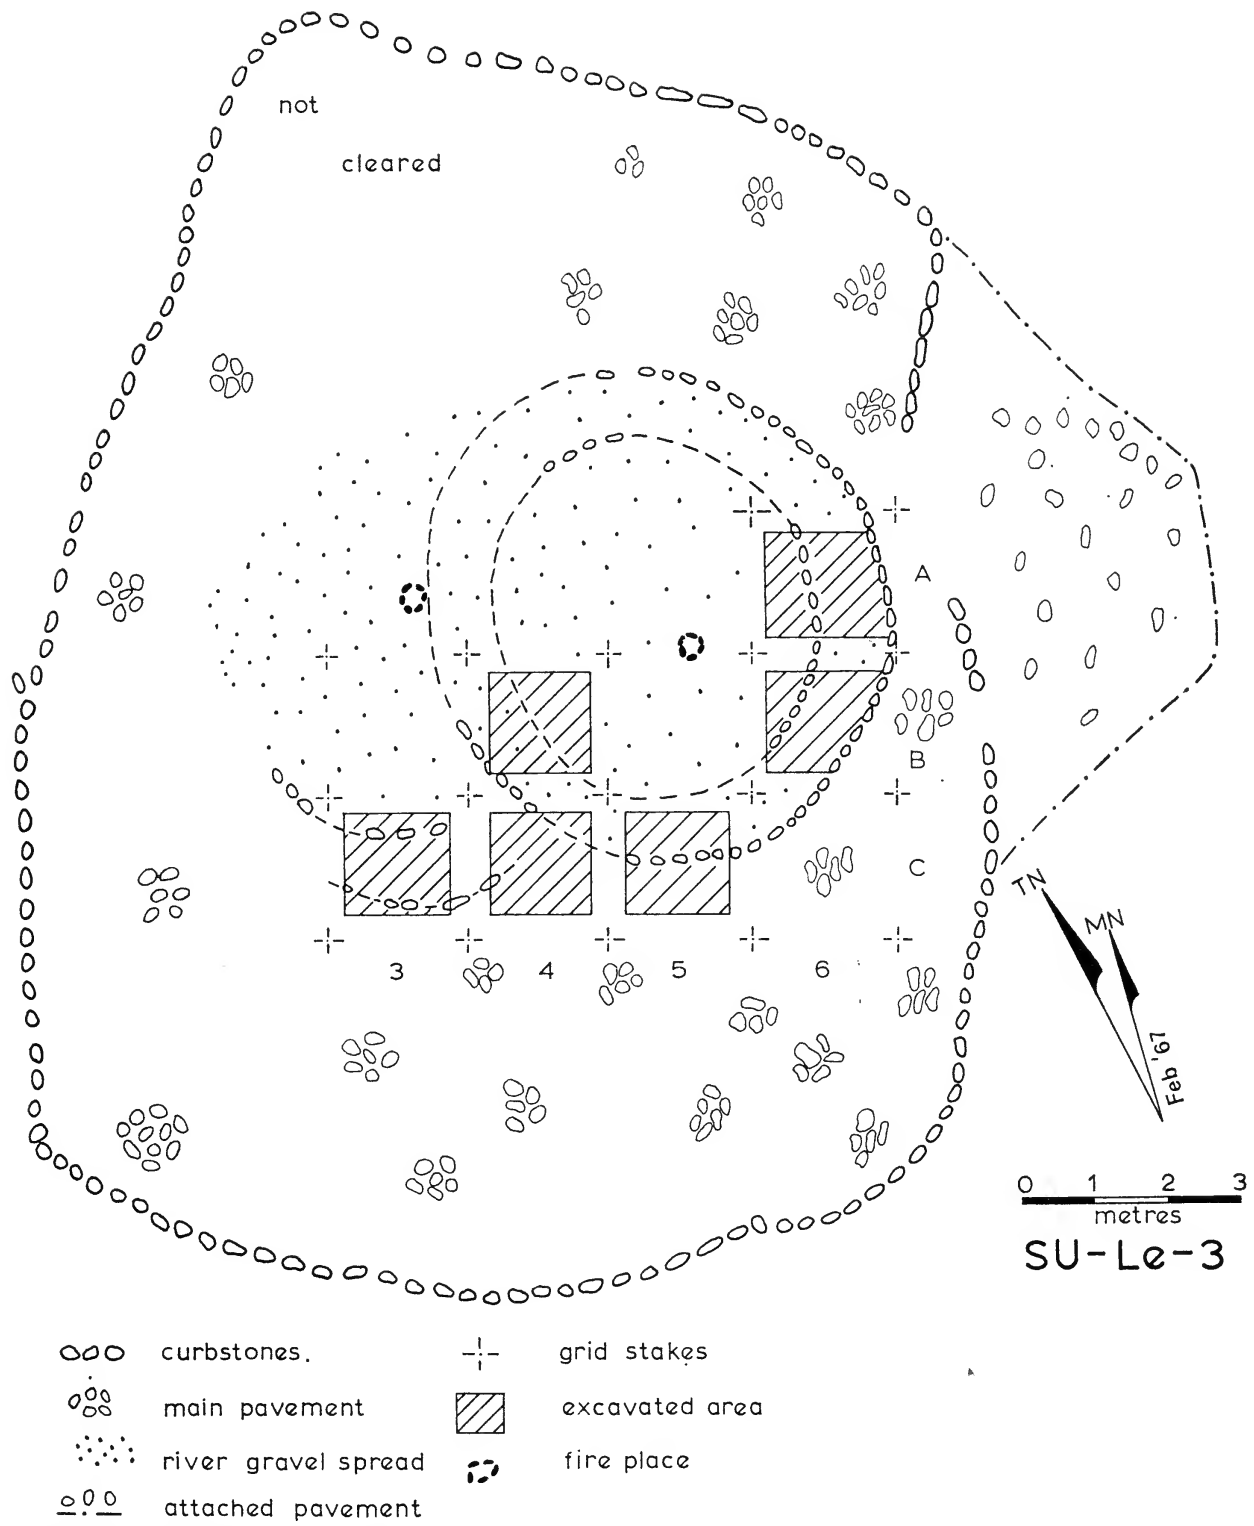 not
cleared
A
B
C
3 4 5 6
TN
MN
Feb '67
0 1 2 3
metres
SU-Le-3
curbstones.
main pavement
river gravel spread
attached pavement
grid stakes
excavated area
fire place